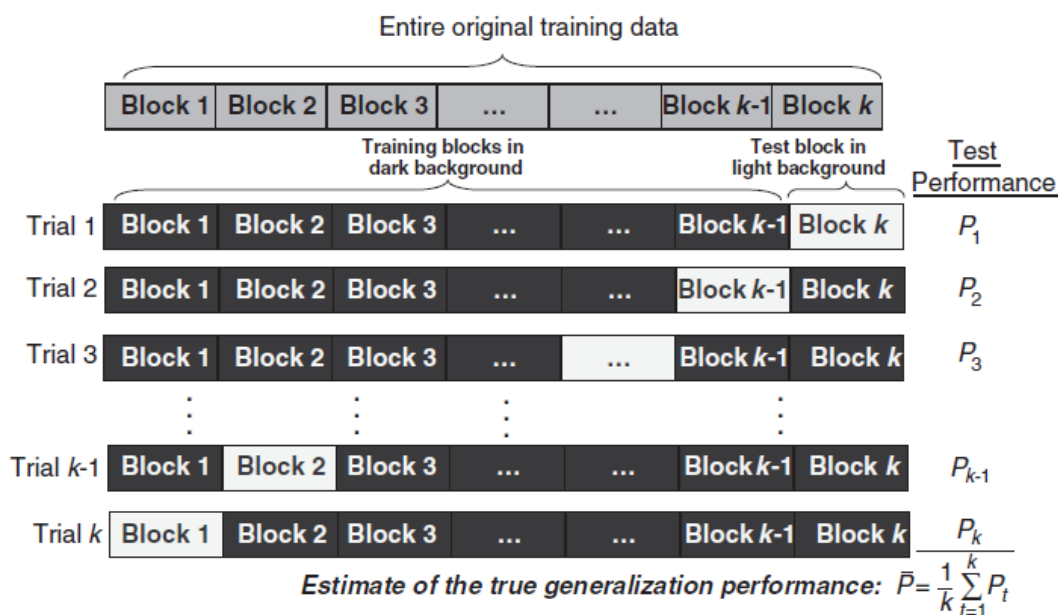 Entire original training data
Block 1 Block 2 Block 3 ... ... Block k-1 Block k
Training blocks in dark background
Test block in light background
Test Performance
Trial 1 Block 1 Block 2 Block 3 ... ... Block k-1 Block k P₁
Trial 2 Block 1 Block 2 Block 3 ... ... Block k-1 Block k P₂
Trial 3 Block 1 Block 2 Block 3 ... ... Block k-1 Block k P₃
Trial k-1 Block 1 Block 2 Block 3 ... ... Block k-1 Block k Pₖ₋₁
Trial k Block 1 Block 2 Block 3 ... ... Block k-1 Block k Pₖ
Estimate of the true generalization performance: P̄ = 1/k ∑ₜ₌₁ᵏ Pₜ